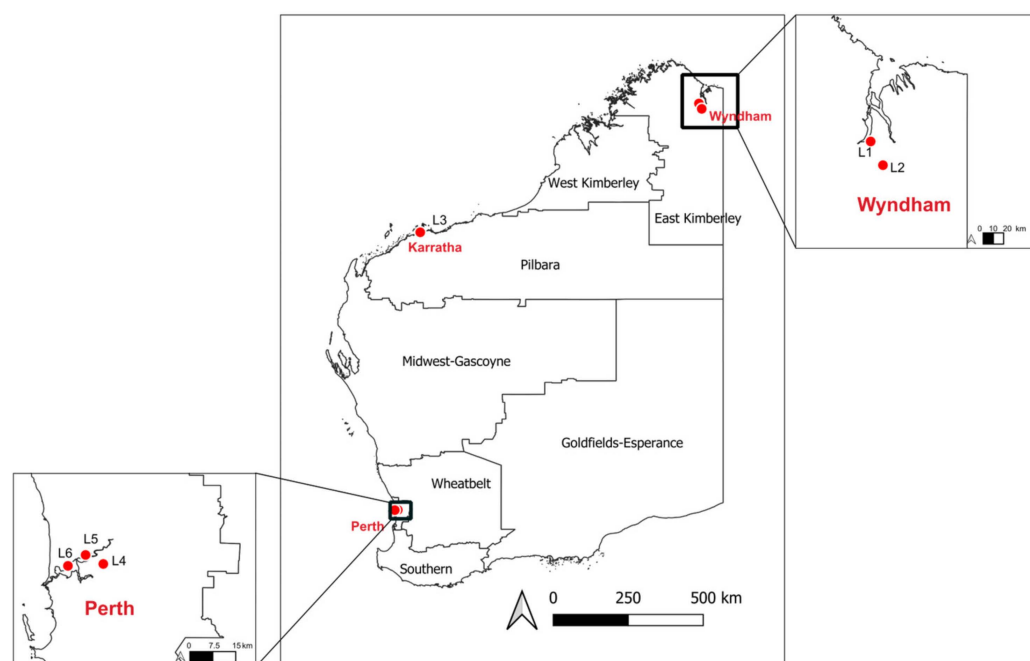 L1
L2
Wyndham
0 10 20 km
Wyndham
West Kimberley
East Kimberley
L3
Karratha
Pilbara
Midwest-Gascoyne
Goldfields-Esperance
Wheatbelt
Perth
Southern
0 250 500 km
L5
L6
L4
Perth
0 7.5 15 km